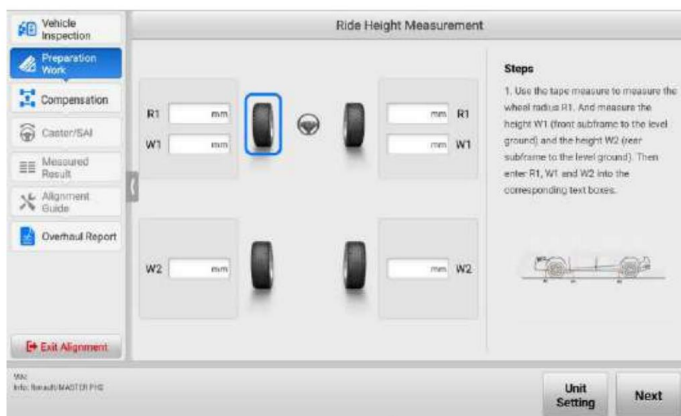 Vehicle
Inspection
Ride Height Measurement
Preparation
Work
Compensation
Caster/SAI
Measured
Result
Alignment
Guide
Overhaul Report
Exit Alignment
R1 mm
W1 mm
mm R1
mm W1
W2 mm
mm W2
Steps
1. Use the tape measure to measure the
wheel radius R1. And measure the
height W1 (front subframe to the level
ground) and the height W2 (rear
subframe to the level ground). Then
enter R1, W1 and W2 into the
corresponding text boxes.
Info: Renault/MASTER PH2
Unit
Setting
Next